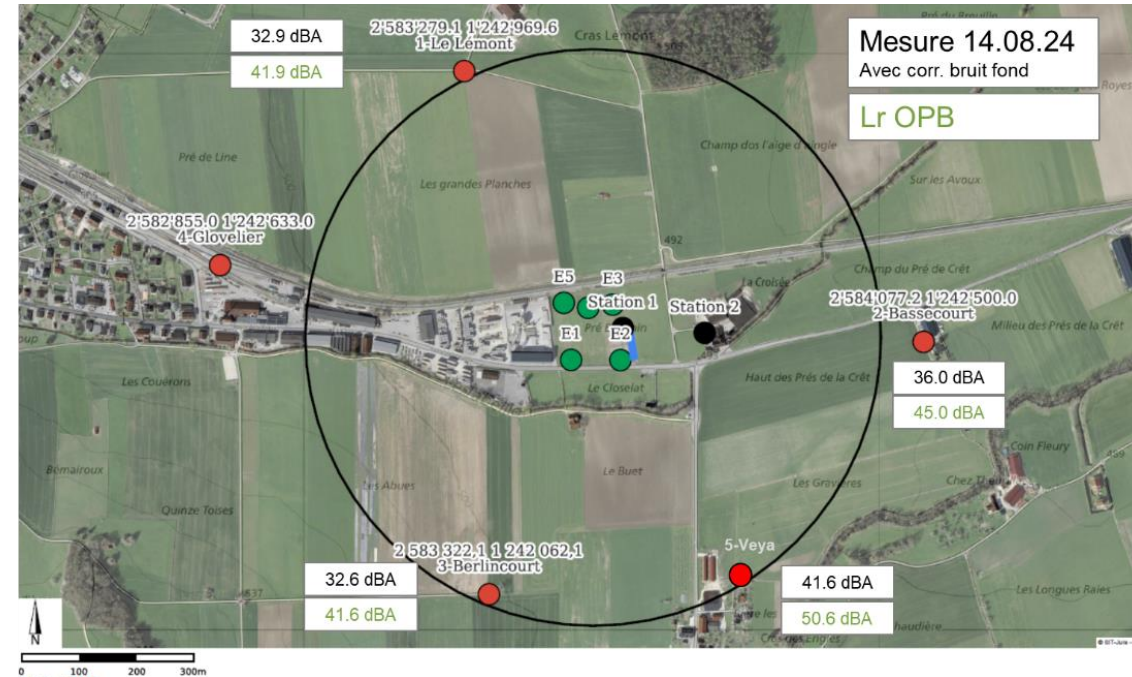 2'583'279.1 1'242'969.6
1-Le Lémont
32.9 dBA
41.9 dBA
Cras Lémont
Mesure 14.08.24
Avec corr. bruit fond
Lr OPB
Pré de Line
Les grandes Planches
Champ dos l'aige d'
Sur les Avoux
2'582'855.0 1'242'633.0
4-Glovelier
492
La Croisée
Champ du Pré de Crêt
E5
E3
Station 1
Station 2
E1
E2
2'584'077.2 1'242'500.0
2-Bassecourt
Milieu des Prés de la Crêt
Les Couèrons
Le Closelat
Haut des Prés de la Crêt
36.0 dBA
45.0 dBA
Bémairoux
Quinze Toises
Les Abues
Le Buet
Les Gravières
Coin Fleury
489
Chez
2 583 322,1 1 242 062,1
3-Berlincourt
32.6 dBA
41.6 dBA
5-Veya
41.6 dBA
50.6 dBA
Les Longues Raies
N
0 100 200 300m